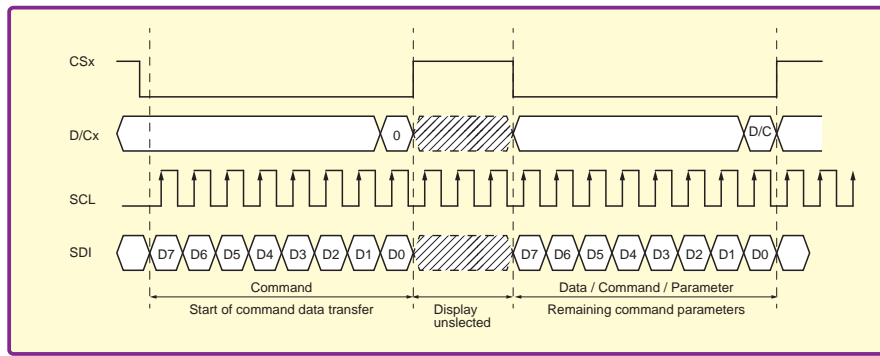 CSx
D/Cx
0
D/C
SCL
SDI
D7 D6 D5 D4 D3 D2 D1 D0
D7 D6 D5 D4 D3 D2 D1 D0
Command
Start of command data transfer
Display
unslected
Data / Command / Parameter
Remaining command parameters